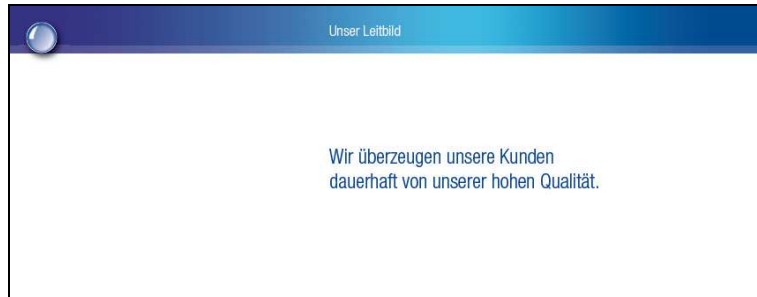 Unser Leitbild
Wir überzeugen unsere Kunden
dauerhaft von unserer hohen Qualität.